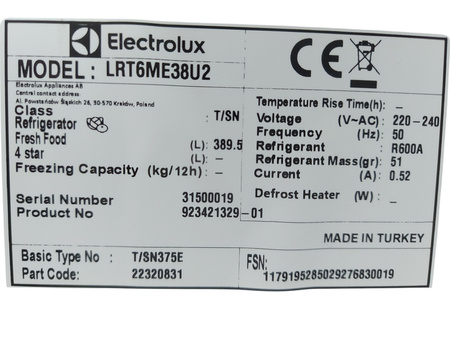 Electrolux
MODEL: LRT6ME38U2
Electrolux Appliances AB
Central contact address:
Al. Powstańców Śląskich 26, 30-570 Kraków, Poland
Class T/SN
Refrigerator
Fresh Food (L): 389.5
4 star (L): –
Freezing Capacity (kg/12h): –
Serial Number 31500019
Product No 923421329-01
Basic Type No : T/SN375E
Part Code: 22320831
CE
Temperature Rise Time(h): –
Voltage (V~AC): 220-240
Frequency (Hz): 50
Refrigerant : R600A
Refrigerant Mass(gr): 51
Current (A): 0.52
Defrost Heater (W) : –
MADE IN TURKEY
FSN:
11791952850292768​30019